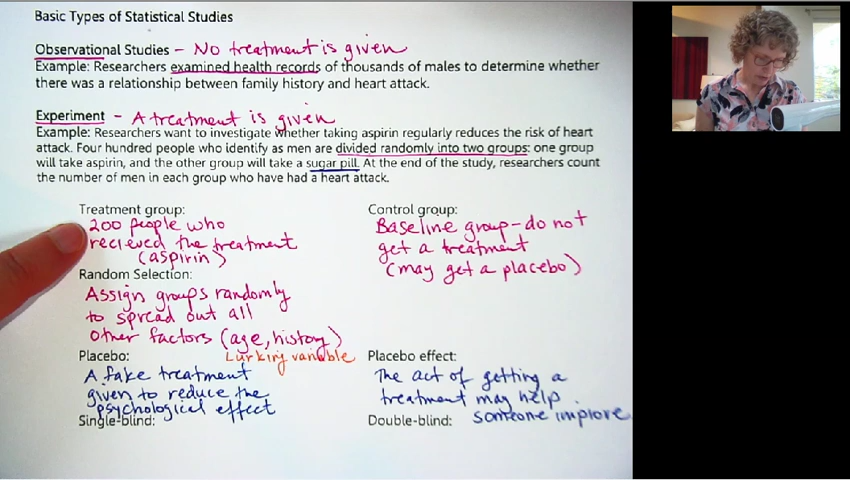 Basic Types of Statistical Studies
Observational Studies - No treatment is given
Example: Researchers examined health records of thousands of males to determine whether
there was a relationship between family history and heart attack.
Experiment - A treatment is given
Example: Researchers want to investigate whether taking aspirin regularly reduces the risk of heart
attack. Four hundred people who identify as men are divided randomly into two groups: one group
will take aspirin, and the other group will take a sugar pill. At the end of the study, researchers count
the number of men in each group who have had a heart attack.
Treatment group:
200 people who
recieved the treatment
(aspirin)
Control group:
Baseline group - do not
get a treatment
(may get a placebo)
Random Selection:
Assign groups randomly
to spread out all
other factors (age, history)
Lurking variable
Placebo:
A fake treatment
given to reduce the
psychological effect
Placebo effect:
The act of getting a
treatment may help
someone improve.
Single-blind:
Double-blind: